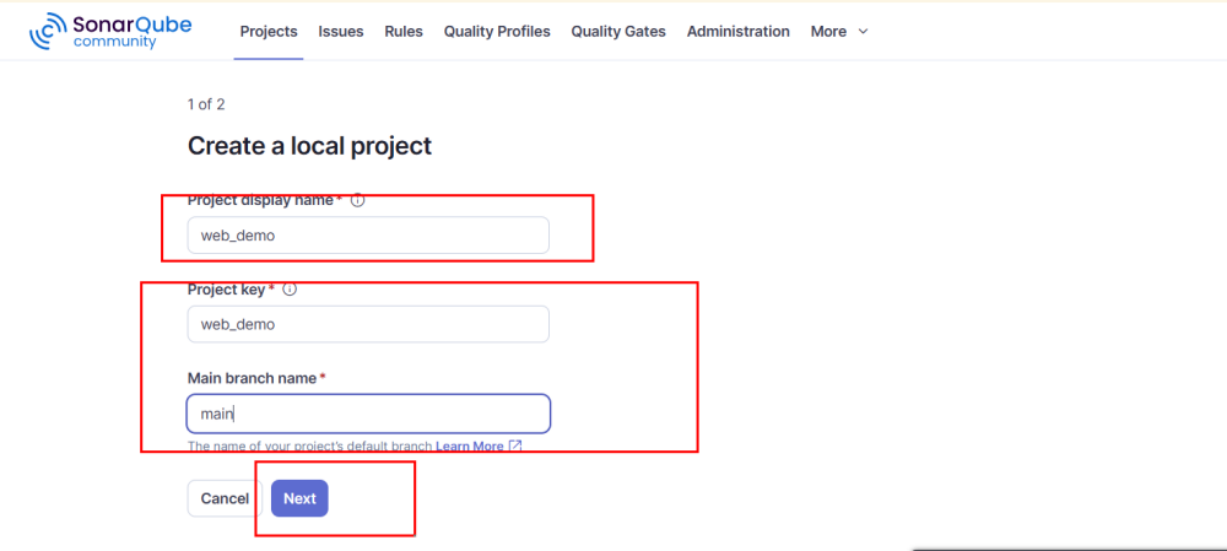 SonarQube
community
Projects Issues Rules Quality Profiles Quality Gates Administration More
1 of 2
Create a local project
Project display name *
web_demo
Project key *
web_demo
Main branch name *
main
The name of your project's default branch Learn More
Cancel Next